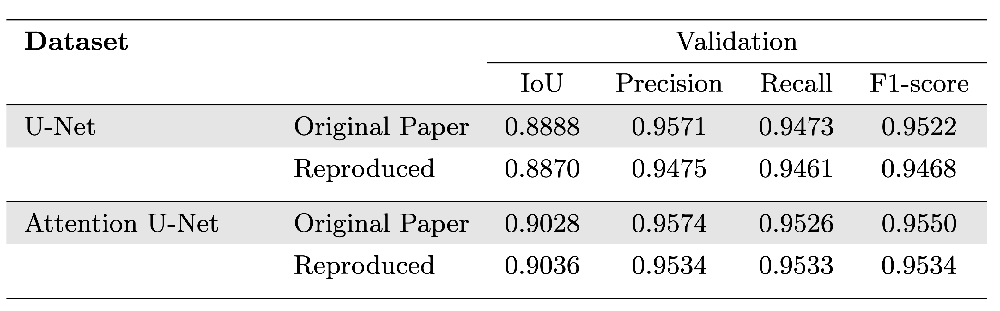 Dataset Validation
IoU Precision Recall F1-score
U-Net Original Paper 0.8888 0.9571 0.9473 0.9522
Reproduced 0.8870 0.9475 0.9461 0.9468
Attention U-Net Original Paper 0.9028 0.9574 0.9526 0.9550
Reproduced 0.9036 0.9534 0.9533 0.9534